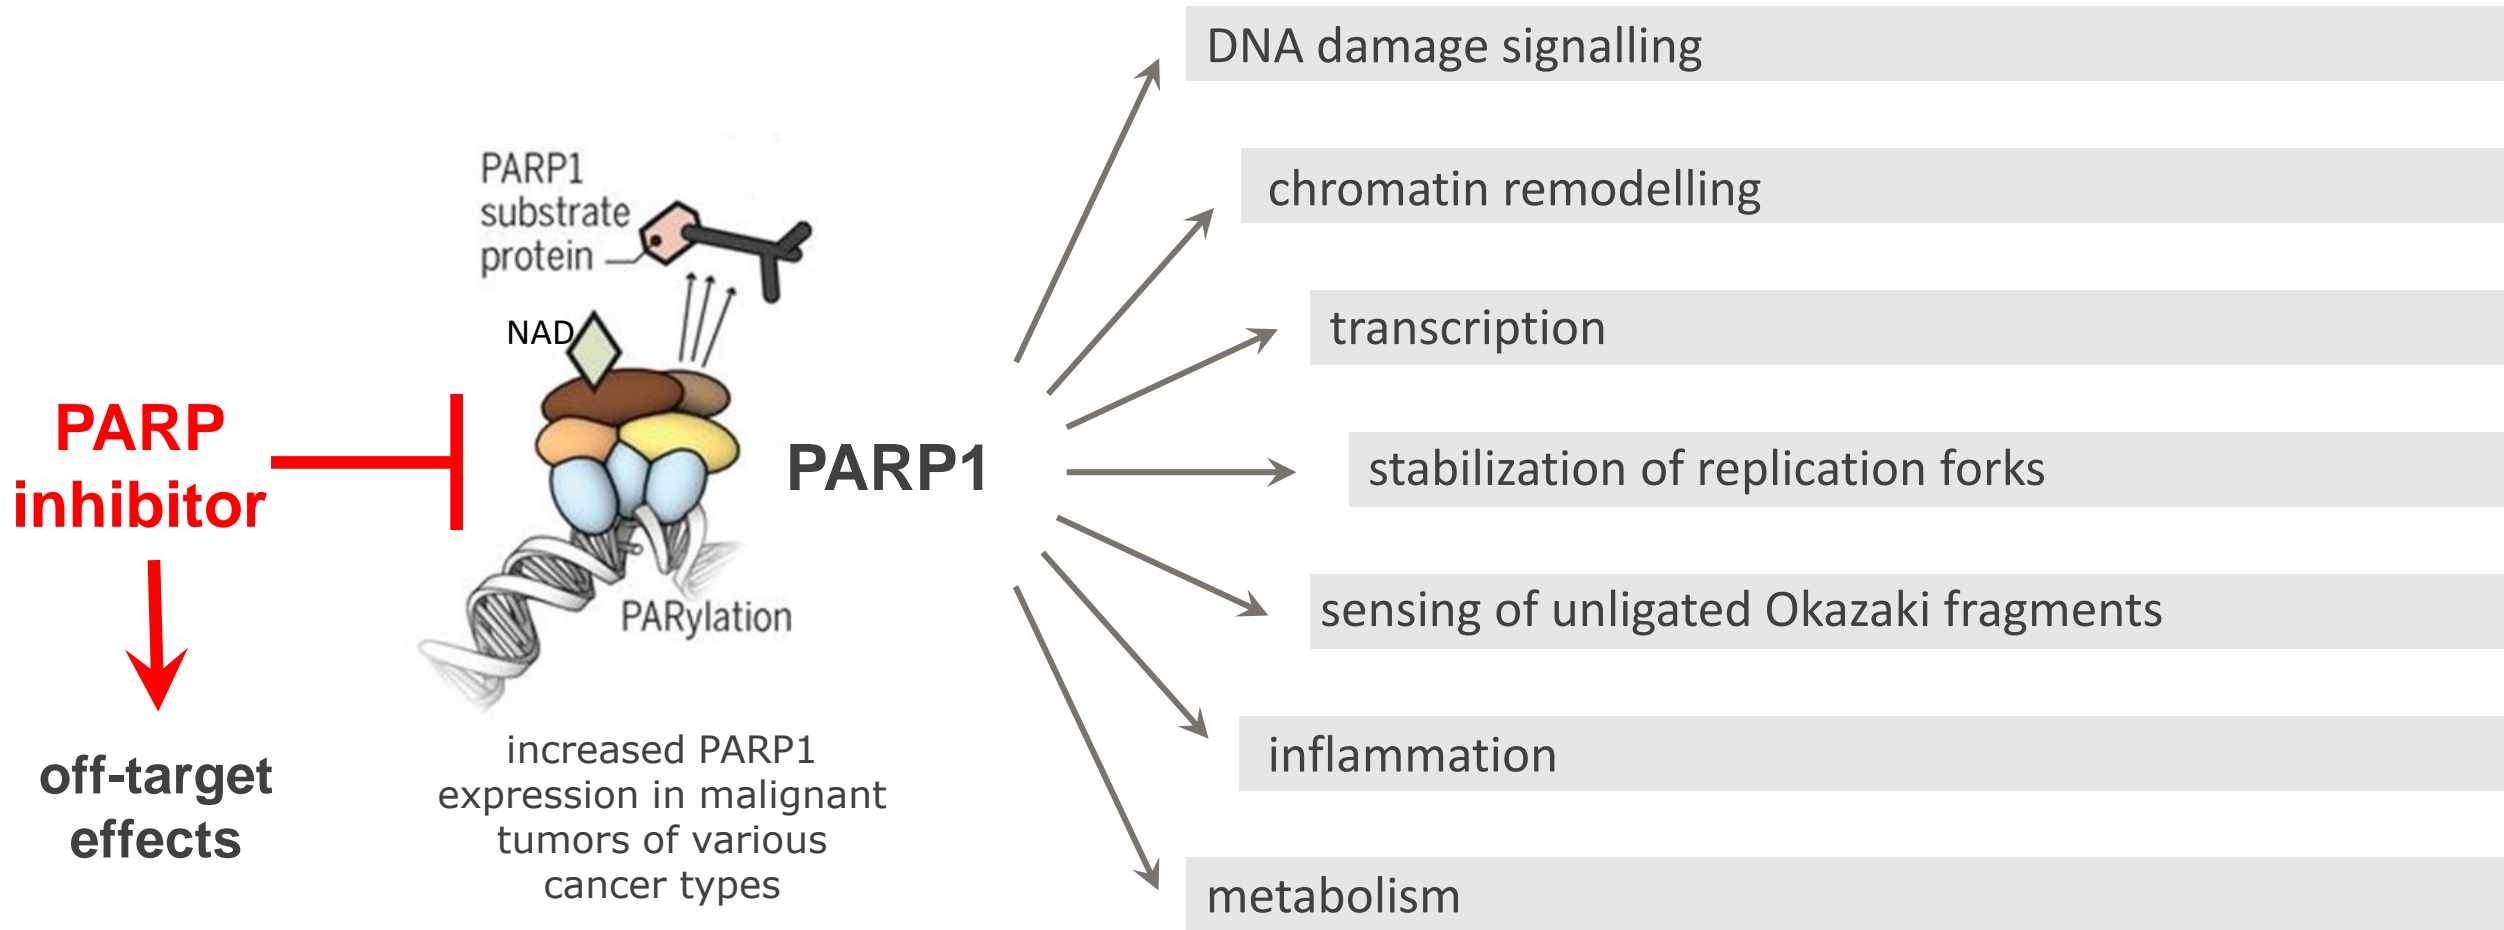 DNA damage signalling
chromatin remodelling
transcription
stabilization of replication forks
sensing of unligated Okazaki fragments
inflammation
metabolism
PARP1
substrate
protein
NAD
PARP
inhibitor
PARP1
PARylation
off-target
effects
increased PARP1
expression in malignant
tumors of various
cancer types